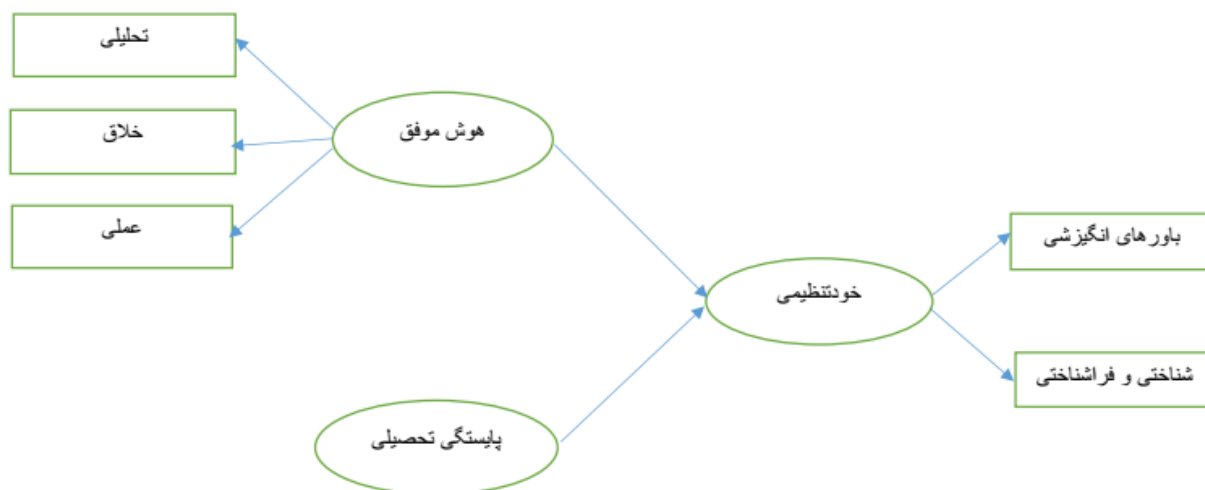 تحلیلی
خلاق
عملی
هوش موفق
باورهای انگیزشی
خودتنظیمی
شناختی و فراشناختی
پایستگی تحصیلی